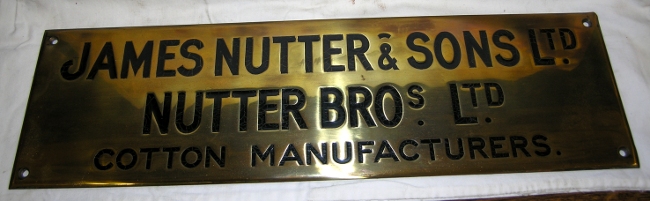 JAMES NUTTER & SONS LTD.
NUTTER BROS. LTD.
COTTON MANUFACTURERS.